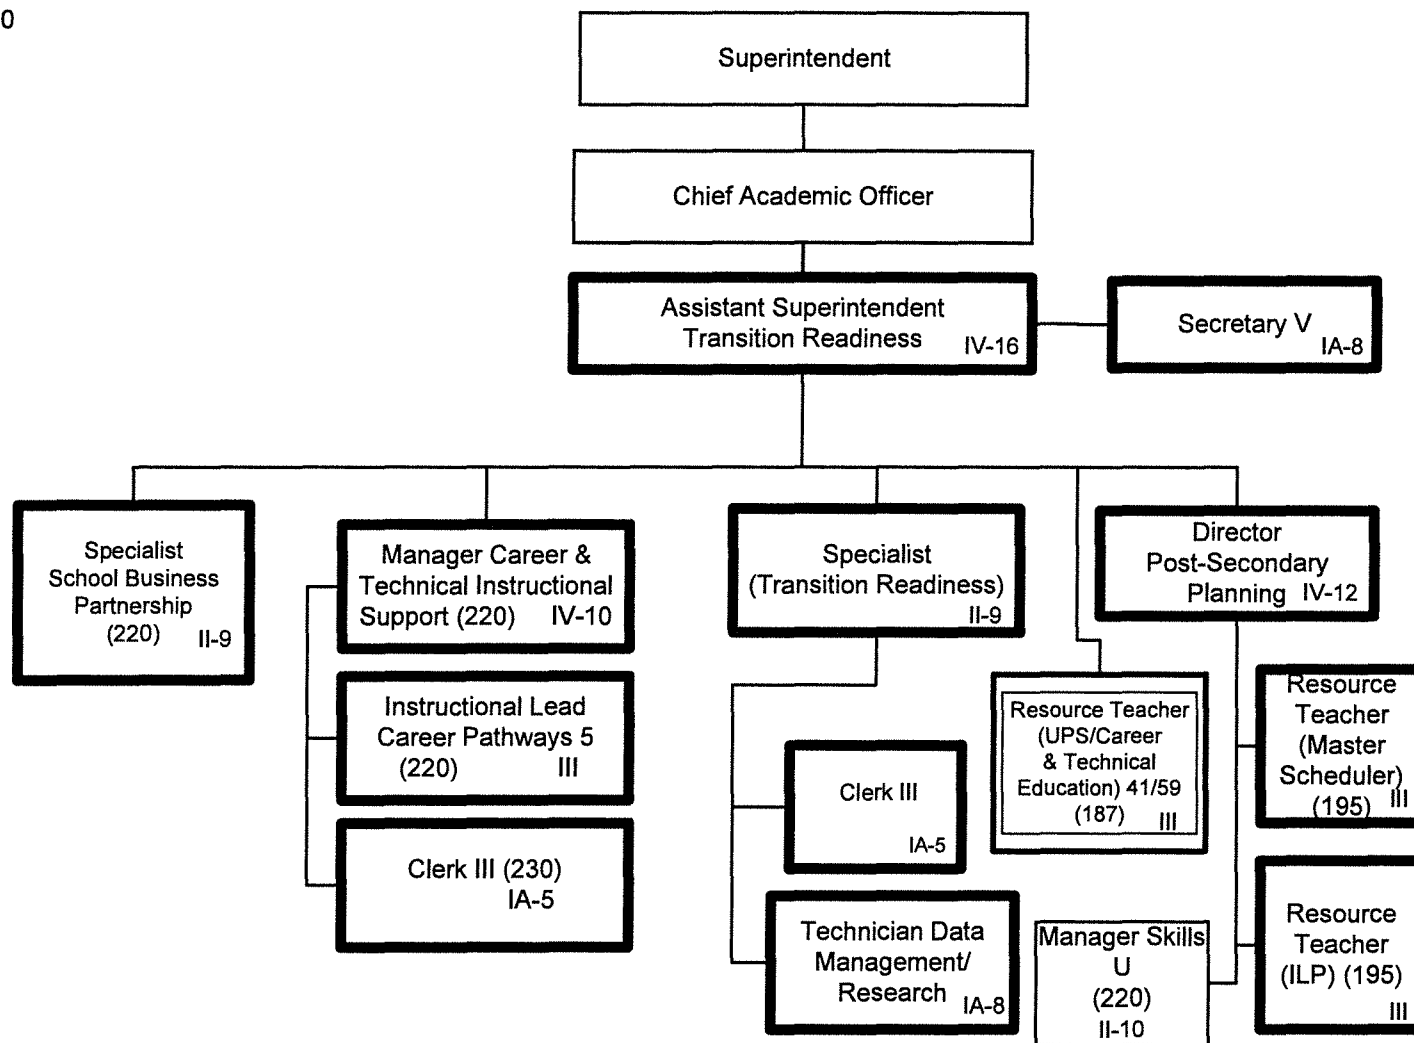 0
Superintendent
Chief Academic Officer
Assistant Superintendent
Transition Readiness
IV-16
Secretary V
IA-8
Specialist
School Business
Partnership
(220) II-9
Manager Career &
Technical Instructional
Support (220) IV-10
Instructional Lead
Career Pathways 5
(220) III
Clerk III (230)
IA-5
Specialist
(Transition Readiness)
II-9
Clerk III
IA-5
Technician Data
Management/
Research IA-8
Resource Teacher
(UPS/Career
& Technical
Education) 41/59
(187) III
Director
Post-Secondary
Planning IV-12
Resource
Teacher
(Master
Scheduler)
(195) III
Resource
Teacher
(ILP) (195)
III
Manager Skills
U
(220)
II-10